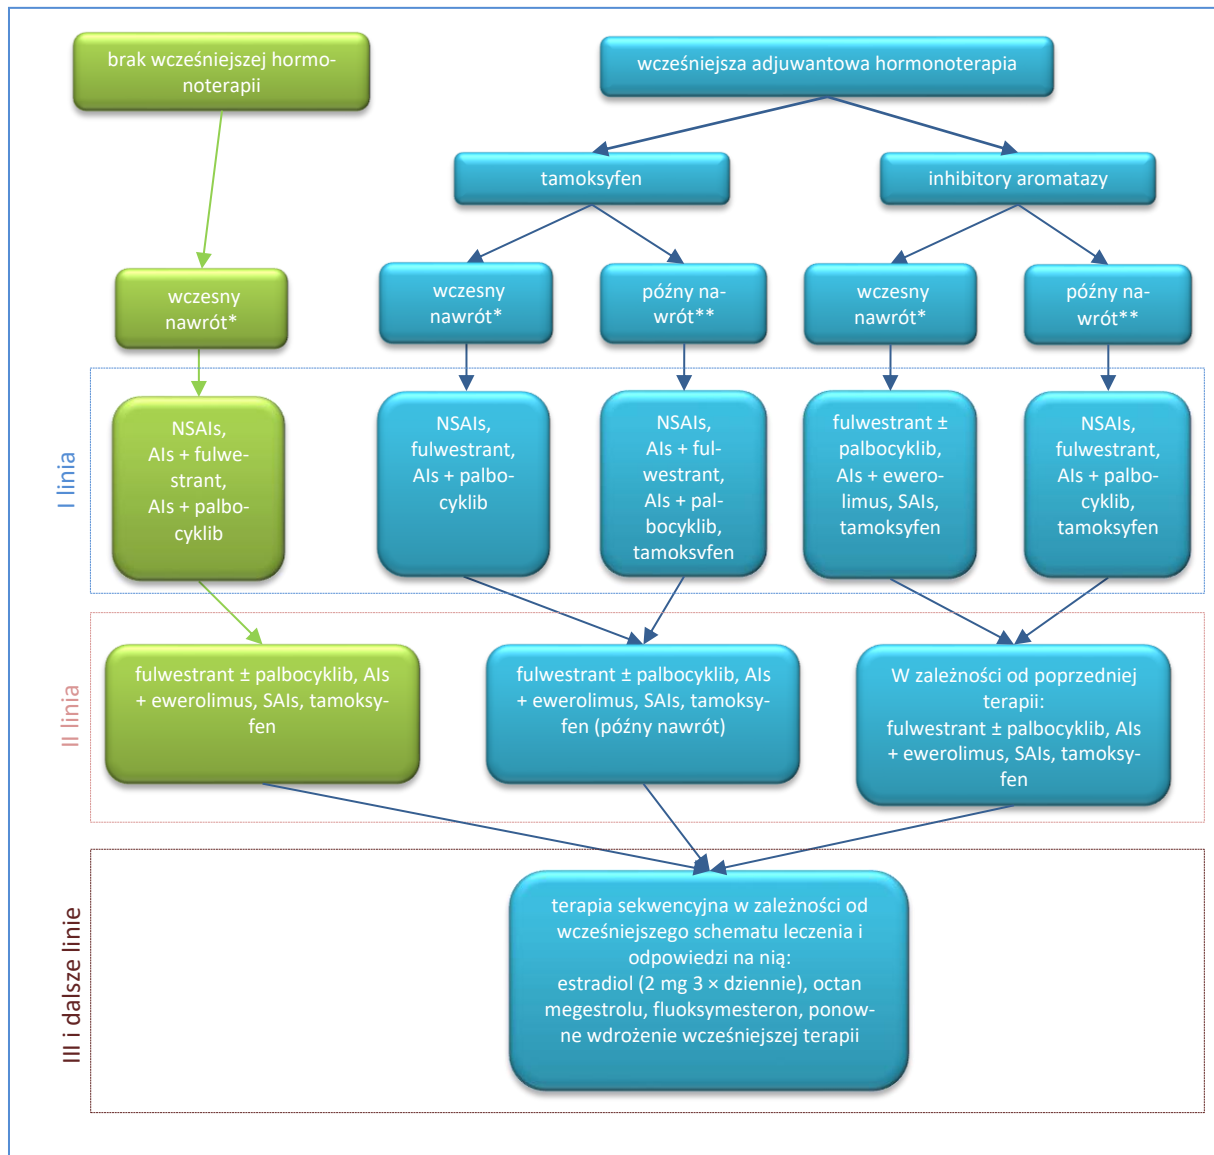 brak wcześniejszej hormo-
noterapii
wcześniejsza adjuwantowa hormonoterapia
tamoksyfen
inhibitory aromatazy
wczesny
nawrót*
wczesny
nawrót*
późny na-
wrót**
wczesny
nawrót*
późny na-
wrót**
I linia
NSAIs,
AIs + fulwe-
strant,
AIs + palbo-
cyklib
NSAIs,
fulwestrant,
AIs + palbo-
cyklib
NSAIs,
AIs + ful-
westrant,
AIs + pal-
bocyklib,
tamoksyfen
fulwestrant ±
palbocyklib,
AIs + ewero-
limus, SAIs,
tamoksyfen
NSAIs,
fulwestrant,
AIs + palbo-
cyklib,
tamoksyfen
II linia
fulwestrant ± palbocyklib, AIs
+ ewerolimus, SAIs, tamoksy-
fen
fulwestrant ± palbocyklib, AIs
+ ewerolimus, SAIs, tamoksy-
fen (późny nawrót)
W zależności od poprzedniej
terapii:
fulwestrant ± palbocyklib, AIs
+ ewerolimus, SAIs, tamoksy-
fen
III i dalsze linie
terapia sekwencyjna w zależności od
wcześniejszego schematu leczenia i
odpowiedzi na nią:
estradiol (2 mg 3 × dziennie), octan
megestrolu, fluoksymesteron, ponow-
ne wdrożenie wcześniejszej terapii